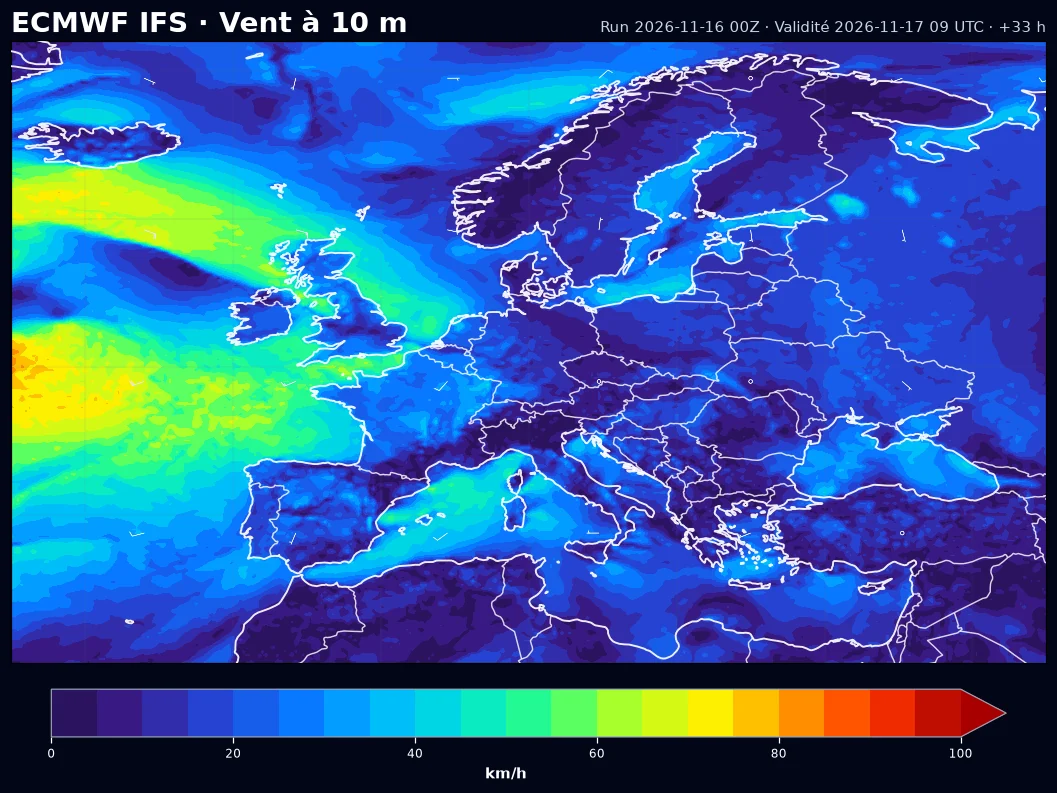 ECMWF IFS · Vent à 10 m
Run 2026-11-16 00Z · Validité 2026-11-17 09 UTC · +33 h
0 20 40 60 80 100
km/h